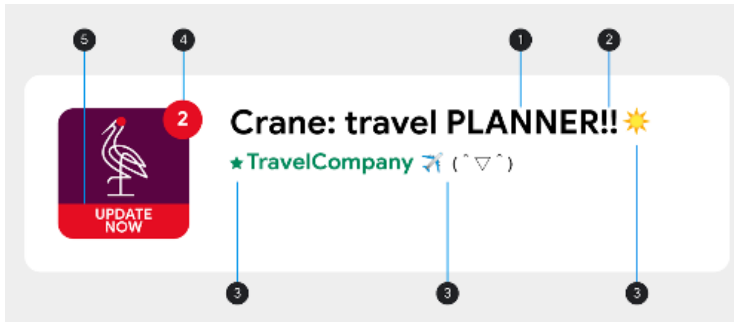 5 4 1 2
2
Crane: travel PLANNER!!☀️
★TravelCompany ✈️ (ˆ▽ˆ)
UPDATE
NOW
3 3 3